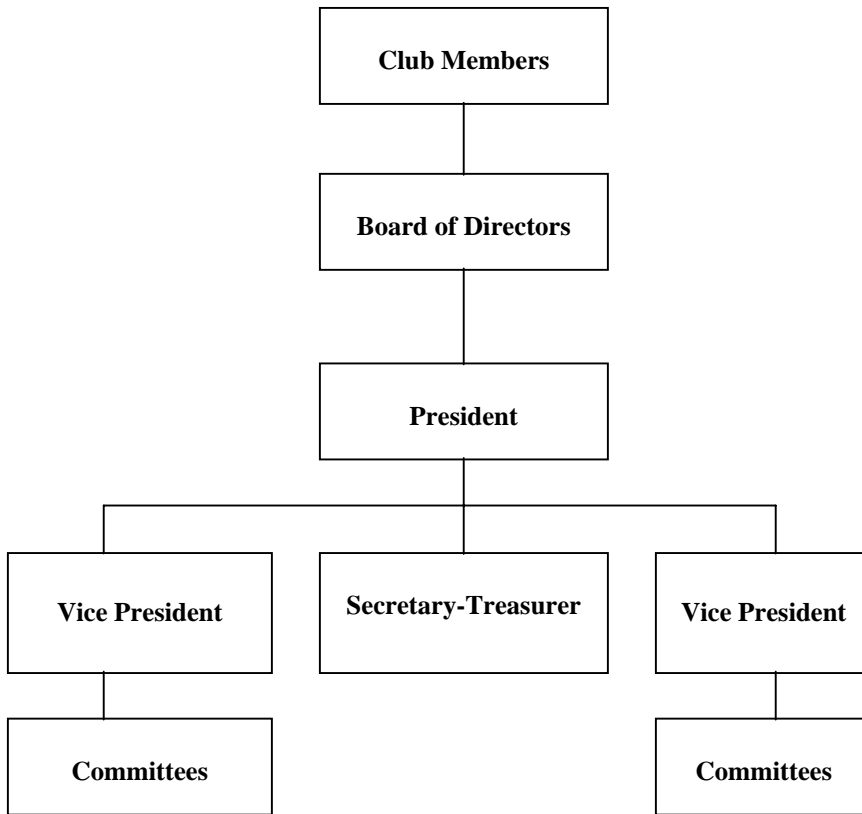 Club Members
Board of Directors
President
Vice President
Secretary-Treasurer
Vice President
Committees
Committees